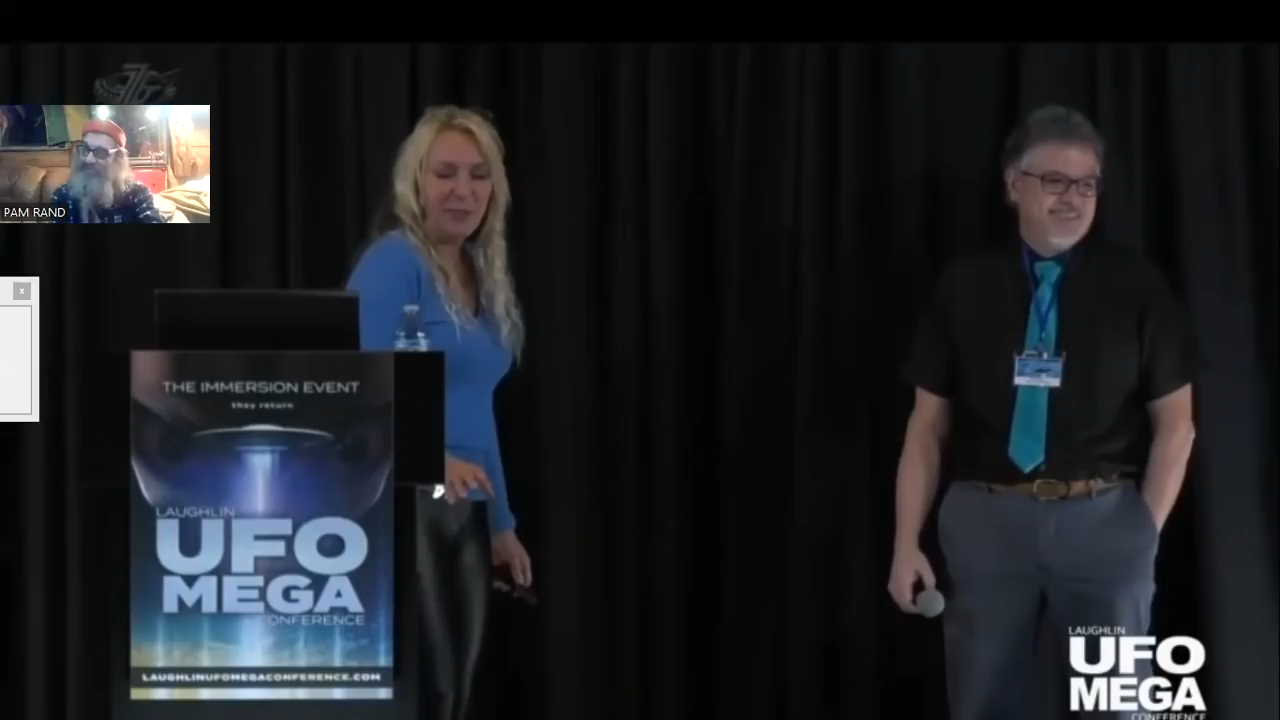 PAM RAND
x
THE IMMERSION EVENT
they return
LAUGHLIN
UFO
MEGA
CONFERENCE
LAUGHLINUFOMEGACONFERENCE.COM
LAUGHLIN
UFO
MEGA
CONFERENCE